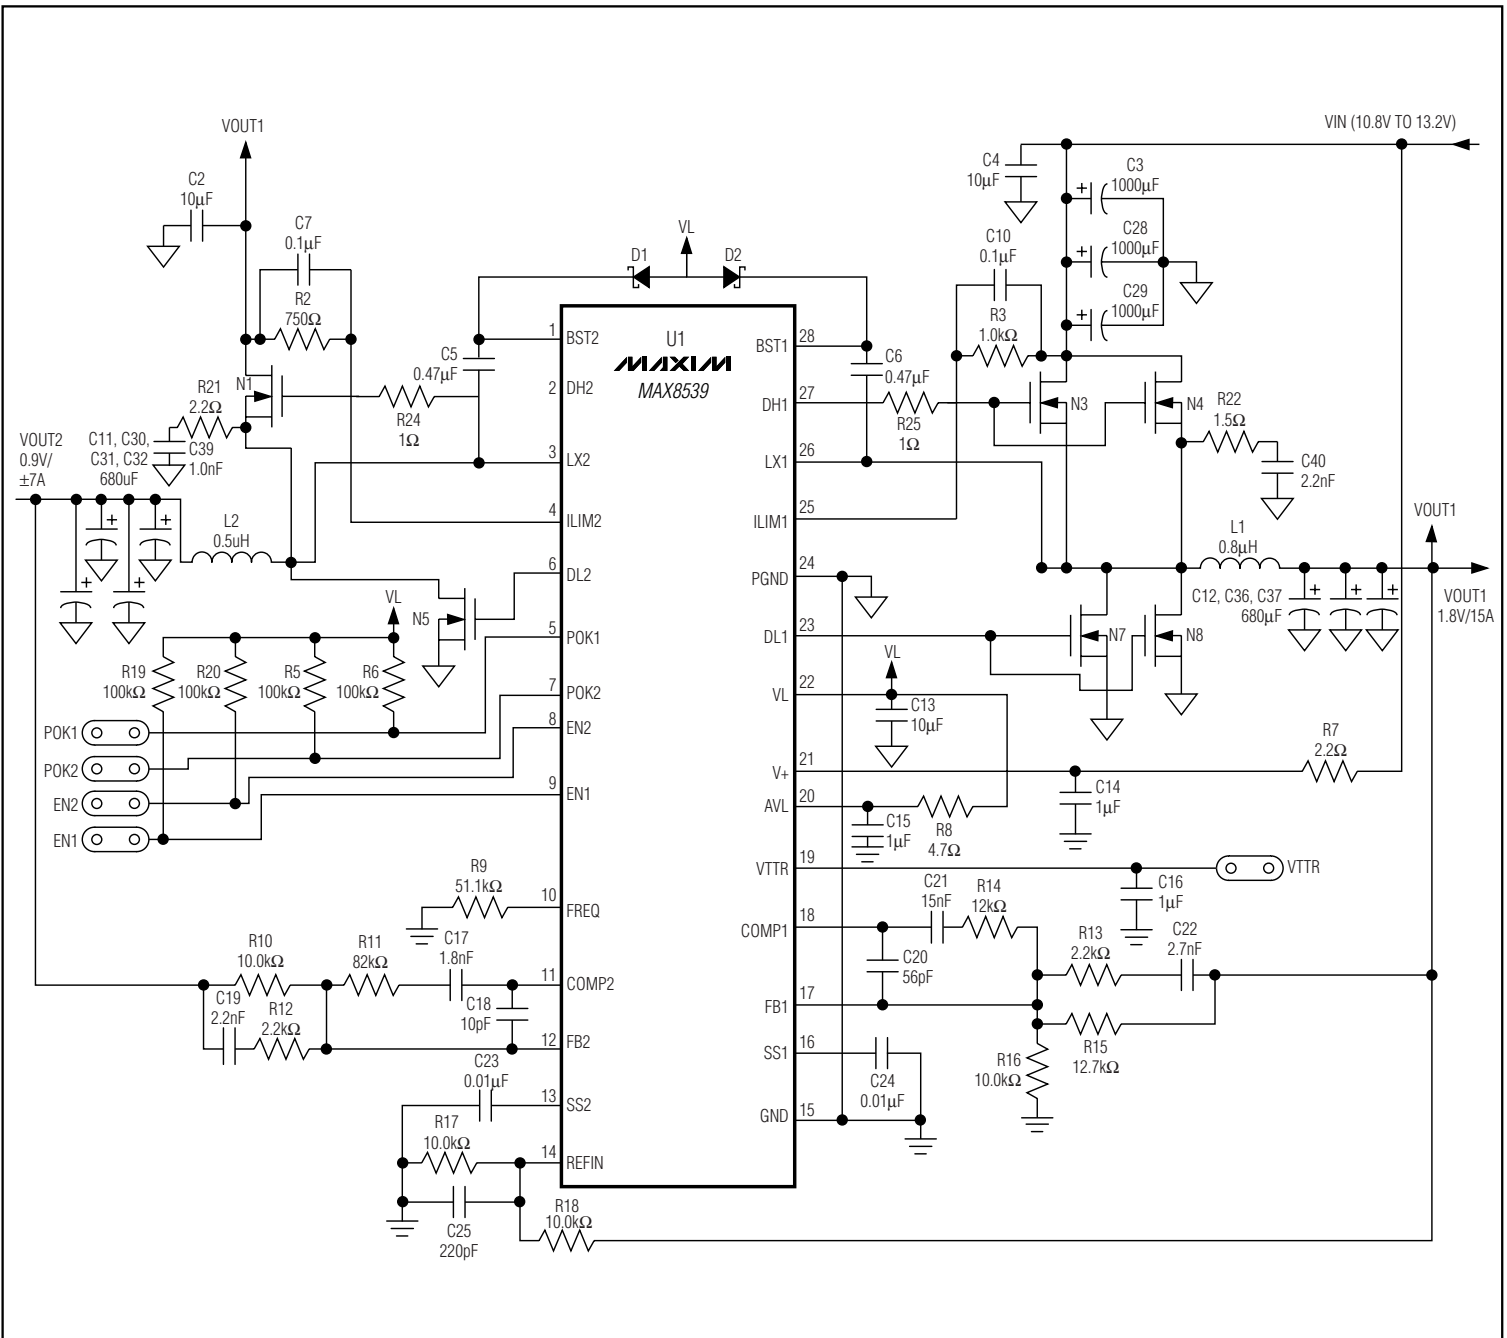 VOUT1
VIN (10.8V TO 13.2V)
C2
10µF
C7
0.1µF
R2
750Ω
N1
R21
2.2Ω
C39
1.0nF
VOUT2
0.9V/
±7A
C11, C30,
C31, C32
680uF
+
+
+
+
L2
0.5uH
R24
1Ω
C5
0.47µF
D1
VL
D2
C4
10µF
+
C3
1000µF
+
C28
1000µF
+
C29
1000µF
C10
0.1µF
R3
1.0kΩ
C6
0.47µF
R25
1Ω
N3
N4
R22
1.5Ω
C40
2.2nF
U1
MAXIM
MAX8539
1 BST2
2 DH2
3 LX2
4 ILIM2
6 DL2
5 POK1
7 POK2
8 EN2
9 EN1
10 FREQ
11 COMP2
12 FB2
13 SS2
14 REFIN
BST1 28
DH1 27
LX1 26
ILIM1 25
PGND 24
DL1 23
VL 22
V+ 21
AVL 20
VTTR 19
COMP1 18
FB1 17
SS1 16
GND 15
N5
VL
R19
100kΩ
R20
100kΩ
R5
100kΩ
R6
100kΩ
POK1
POK2
EN2
EN1
VOUT1
L1
0.8µH
C12, C36, C37
680µF
+
+
+
VOUT1
1.8V/15A
N7
N8
VL
C13
10µF
R7
2.2Ω
C14
1µF
C15
1µF
R8
4.7Ω
VTTR
C16
1µF
R9
51.1kΩ
R10
10.0kΩ
R11
82kΩ
C17
1.8nF
C19
2.2nF
R12
2.2kΩ
C18
10pF
C21
15nF
R14
12kΩ
C20
56pF
R13
2.2kΩ
C22
2.7nF
R15
12.7kΩ
R16
10.0kΩ
C23
0.01µF
C24
0.01µF
R17
10.0kΩ
C25
220pF
R18
10.0kΩ